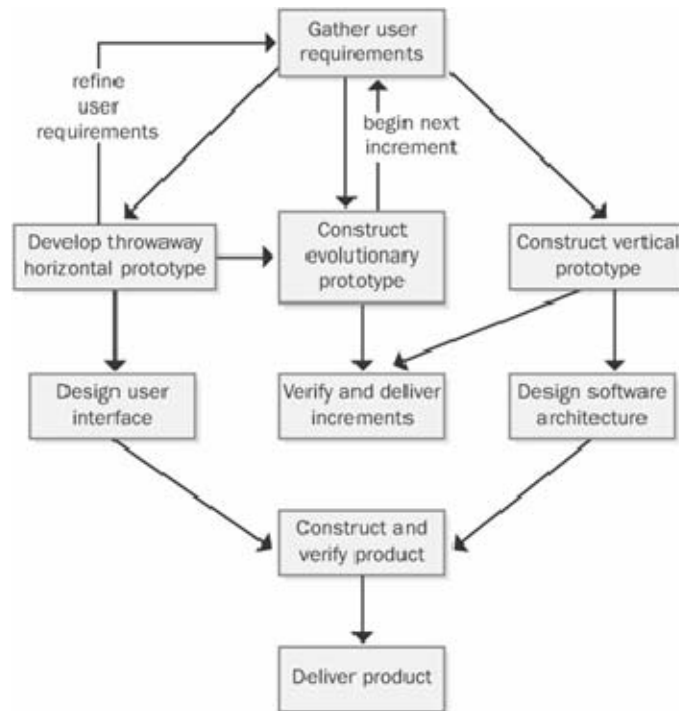 Gather user
requirements
refine
user
requirements
begin next
increment
Develop throwaway
horizontal prototype
Construct
evolutionary
prototype
Construct vertical
prototype
Design user
interface
Verify and deliver
increments
Design software
architecture
Construct and
verify product
Deliver product